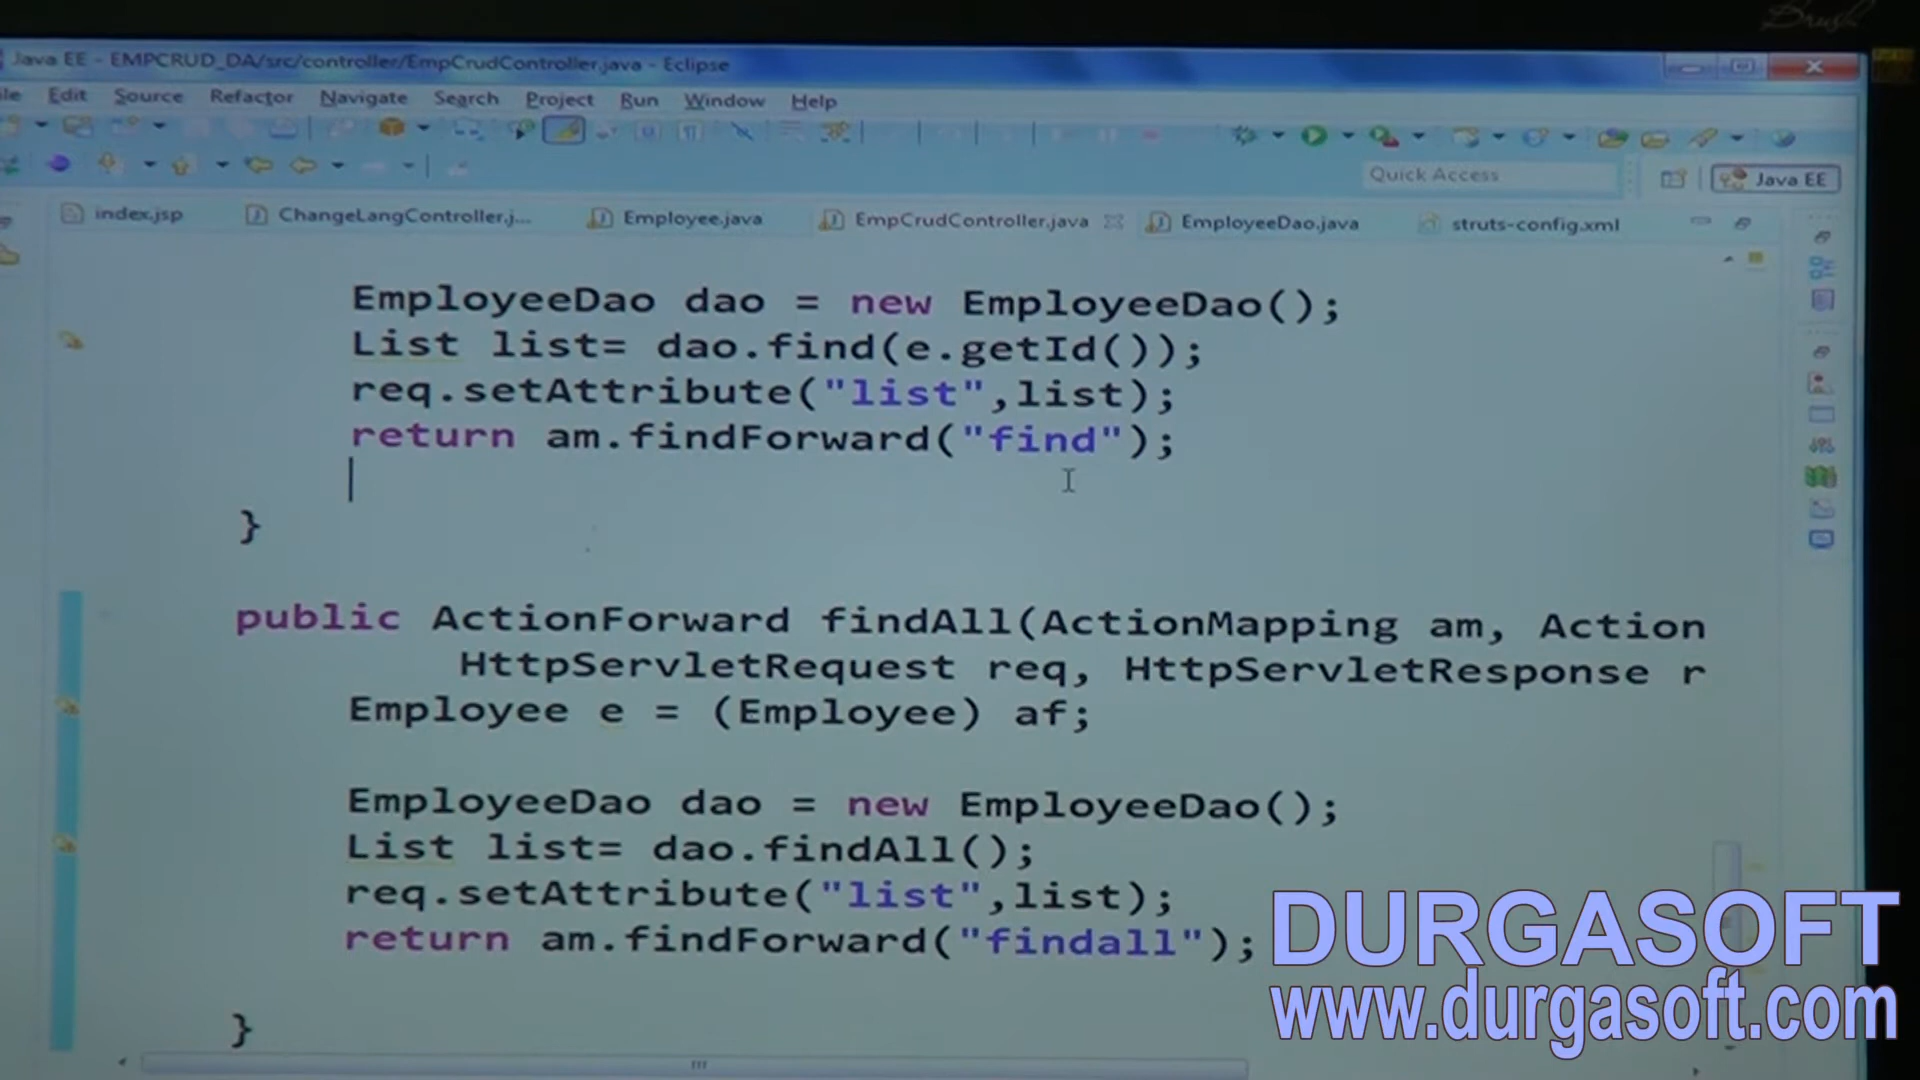 Brush
Java EE - EMPCRUD_DA/src/controller/EmpCrudController.java - Eclipse
Edit Source Refactor Navigate Search Project Run Window Help
Quick Access
Java EE
index.jsp
ChangeLangController.j...
Employee.java
EmpCrudController.java
EmployeeDao.java
struts-config.xml
EmployeeDao dao = new EmployeeDao();
List list= dao.find(e.getId());
req.setAttribute("list",list);
return am.findForward("find");
}
public ActionForward findAll(ActionMapping am, Action
HttpServletRequest req, HttpServletResponse r
Employee e = (Employee) af;
EmployeeDao dao = new EmployeeDao();
List list= dao.findAll();
req.setAttribute("list",list);
return am.findForward("findall");
}
DURGASOFT
www.durgasoft.com